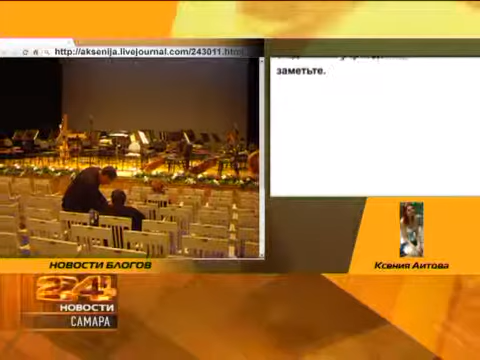 http://aksenija.livejournal.com/243011.html
заметьте.
НОВОСТИ БЛОГОВ
Ксения Аитова
24
НОВОСТИ
САМАРА